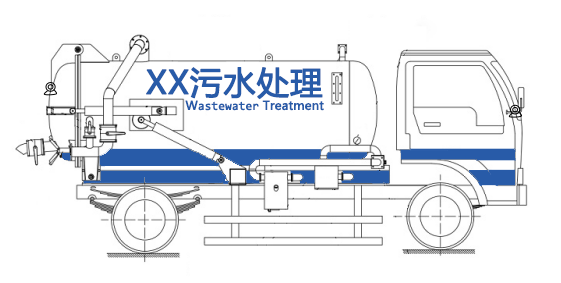 XX污水处理
Wastewater Treatment